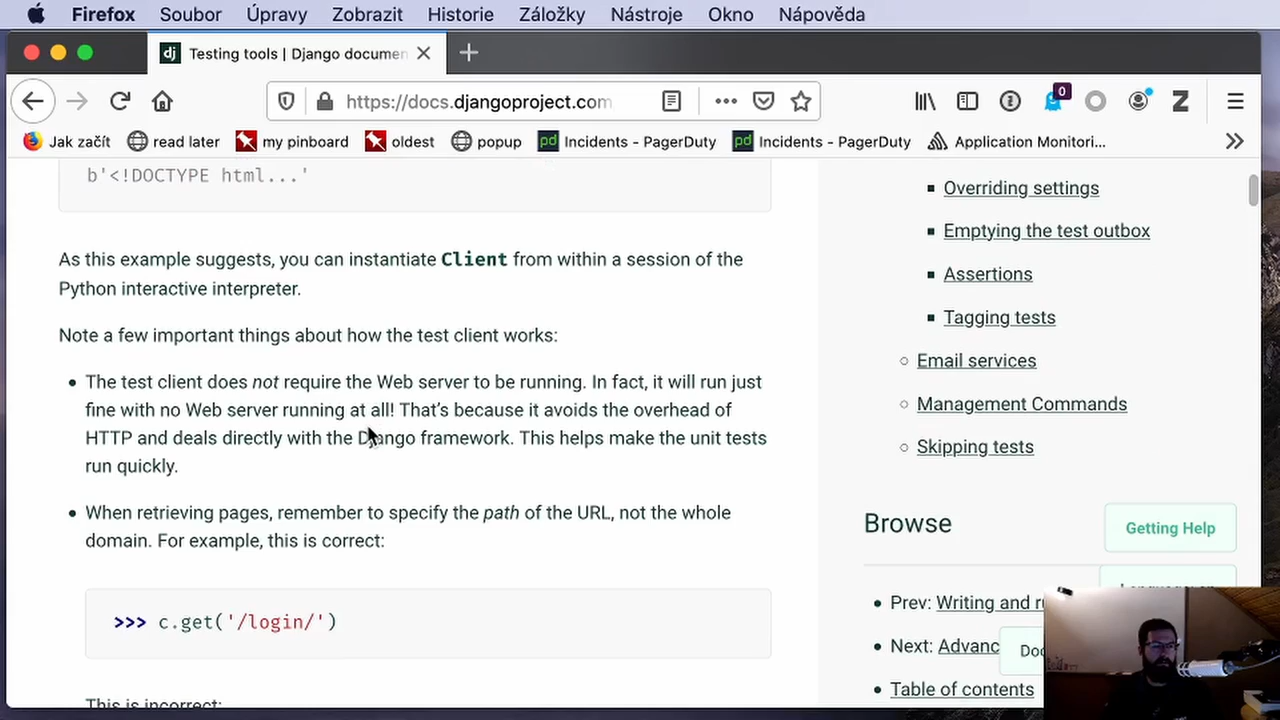 Firefox Soubor Úpravy Zobrazit Historie Záložky Nástroje Okno Nápověda
dj Testing tools | Django documen
https://docs.djangoproject.com
0
Z
Jak začít read later my pinboard oldest popup pd Incidents - PagerDuty pd Incidents - PagerDuty Application Monitori...
b'<!DOCTYPE html...'
As this example suggests, you can instantiate Client from within a session of the
Python interactive interpreter.
Note a few important things about how the test client works:
The test client does not require the Web server to be running. In fact, it will run just
fine with no Web server running at all! That's because it avoids the overhead of
HTTP and deals directly with the Django framework. This helps make the unit tests
run quickly.
When retrieving pages, remember to specify the path of the URL, not the whole
domain. For example, this is correct:
>>> c.get('/login/')
This is incorrect:
Overriding settings
Emptying the test outbox
Assertions
Tagging tests
Email services
Management Commands
Skipping tests
Browse
Getting Help
Prev: Writing and ru
Next: Advanc
Doc
Table of contents